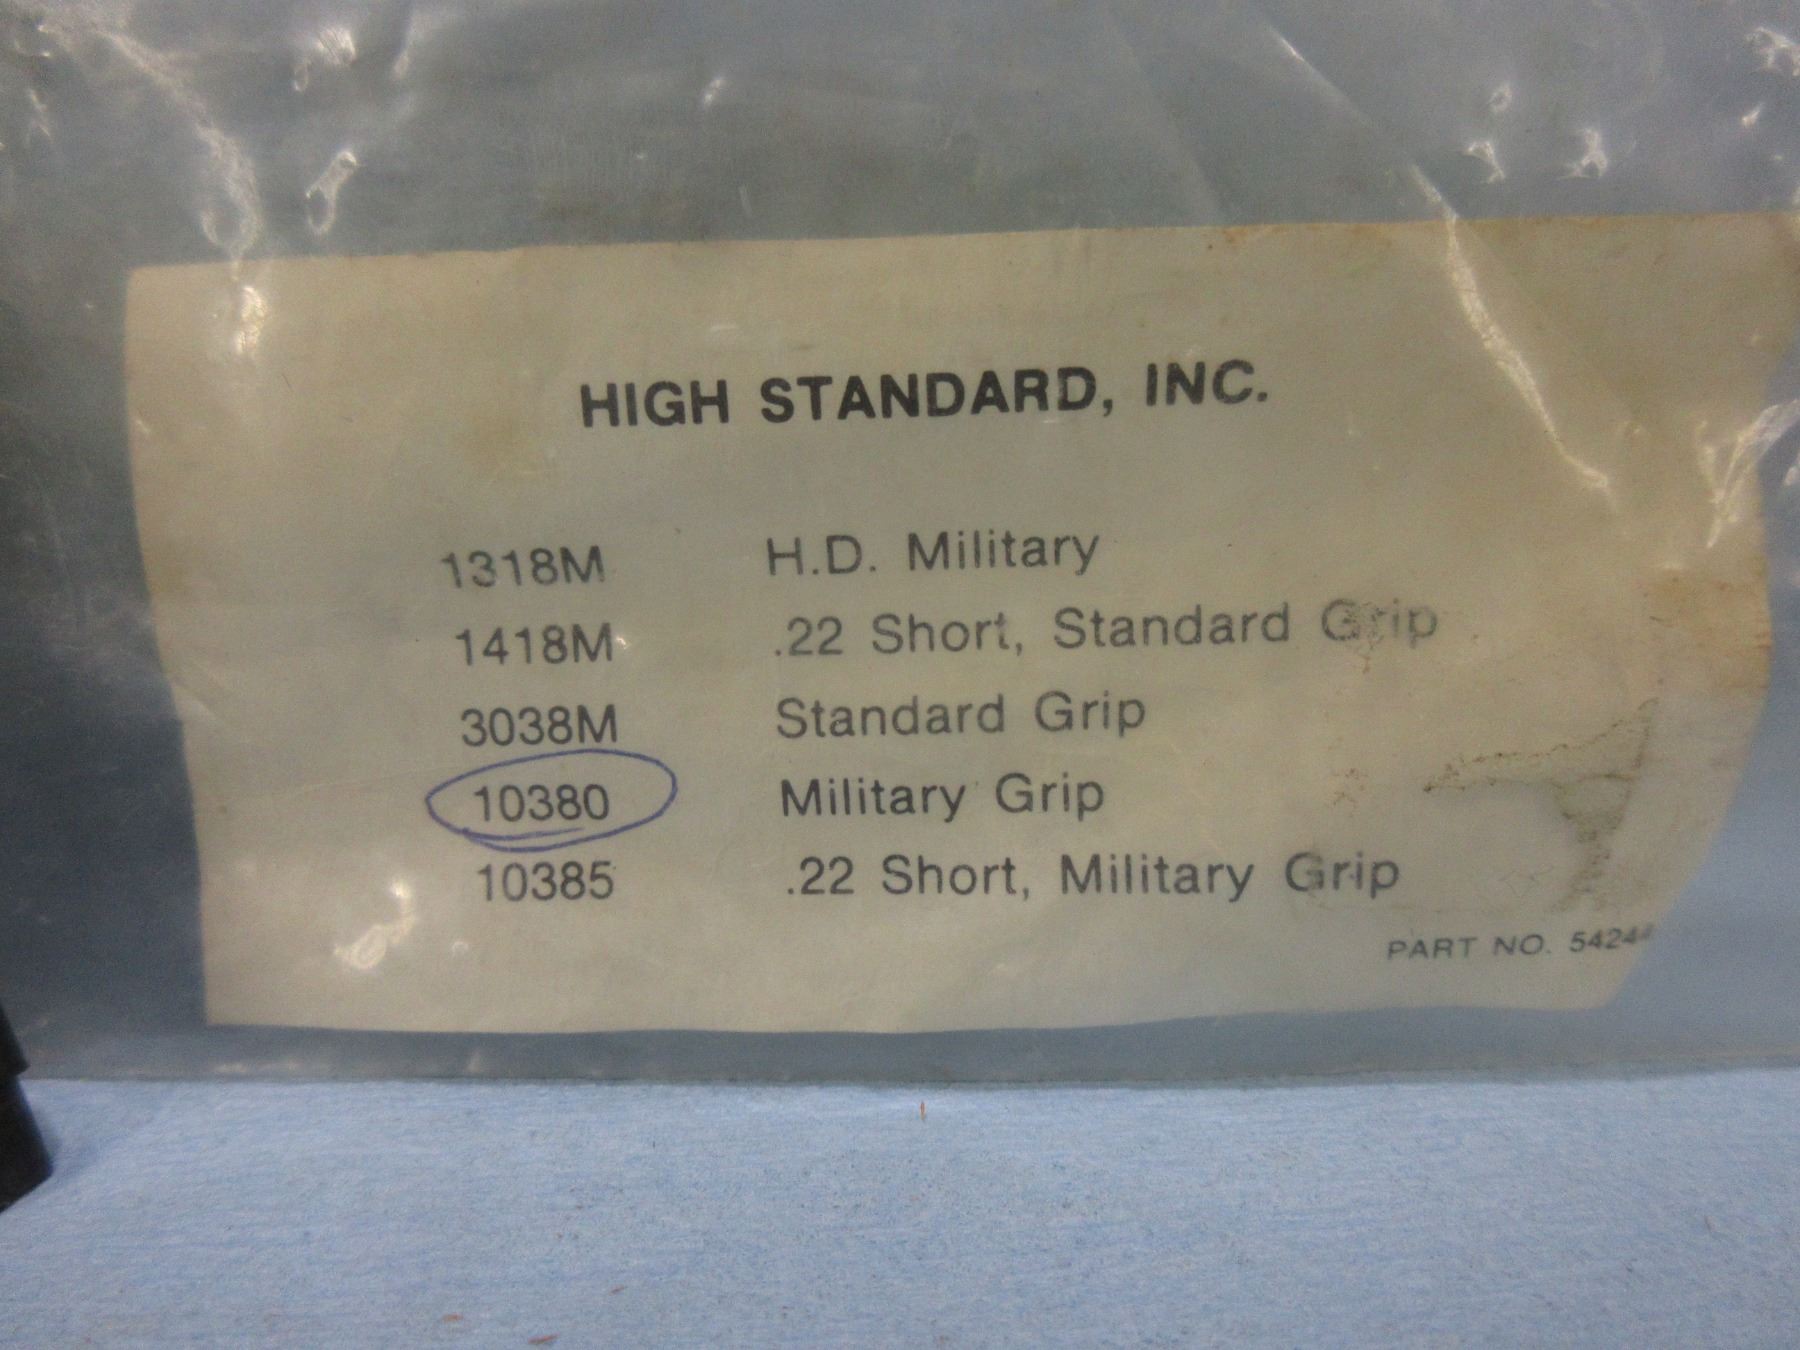 HIGH STANDARD, INC.
1318M H.D. Military
1418M .22 Short, Standard Grip
3038M Standard Grip
10380 Military Grip
10385 .22 Short, Military Grip
PART NO. 54244